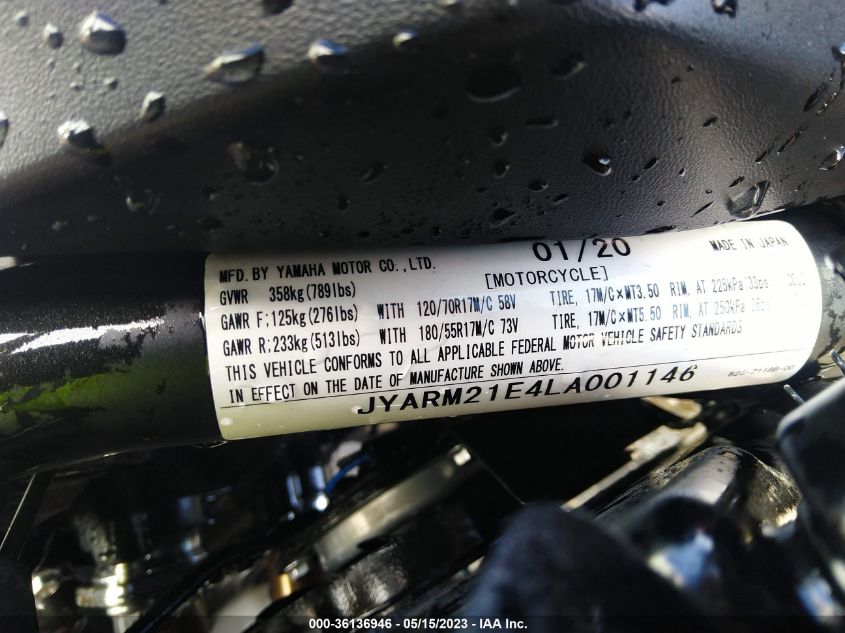 01/20 MADE IN JAPAN
MFD. BY YAMAHA MOTOR CO.,LTD.
[MOTORCYCLE]
GVWR 358kg(789lbs)
GAWR F;125kg(276lbs) WITH 120/70R17M/C 58V TIRE, 17M/C×MT3.50 RIM, AT 225kPa/33psi
GAWR R;233kg(513lbs) WITH 180/55R17M/C 73V TIRE, 17M/C×MT5.50 RIM, AT 250kPa
THIS VEHICLE CONFORMS TO ALL APPLICABLE FEDERAL MOTOR VEHICLE SAFETY STANDARDS
IN EFFECT ON THE DATE OF MANUFACTURE SHOWN ABOVE.
JYARM21E4LA001146
000-36136946 - 05/15/2023 - IAA Inc.